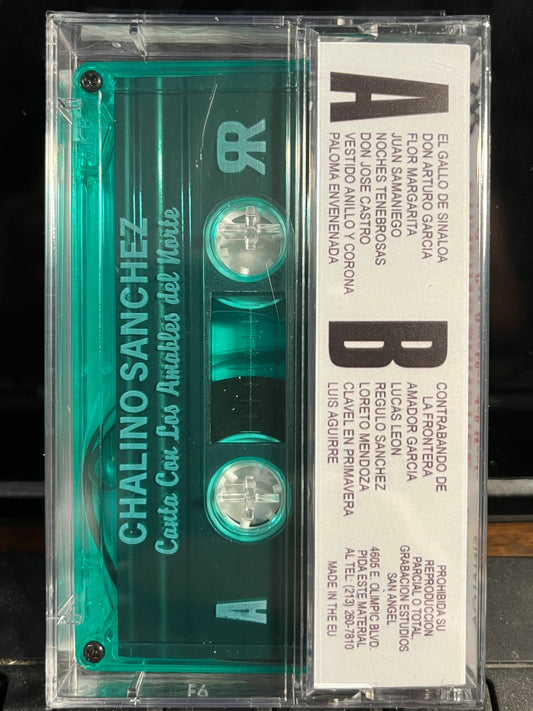 CHALINO SANCHEZ
Canta Con Los Amables del Norte
A
RR
F6
A
EL GALLO DE SINALOA
DON ARTURO GARCIA
FLOR MARGARITA
JUAN SAMANIEGO
NOCHES TENEBROSAS
DON JOSE CASTRO
VESTIDO ANILLO Y CORONA
PALOMA ENVENENADA
B
CONTRABANDO DE
LA FRONTERA
AMADOR GARCIA
LUCAS LEON
REGULO SANCHEZ
LORETO MENDOZA
CLAVEL EN PRIMAVERA
LUIS AGUIRRE
PROHIBIDA SU
REPRODUCCION
PARCIAL O TOTAL
GRABACION ESTUDIOS
SAN ANGEL
4605 E. OLIMPIC BLVD.
PIDA ESTE MATERIAL
AL TEL: (213) 260-7810
MADE IN THE EU